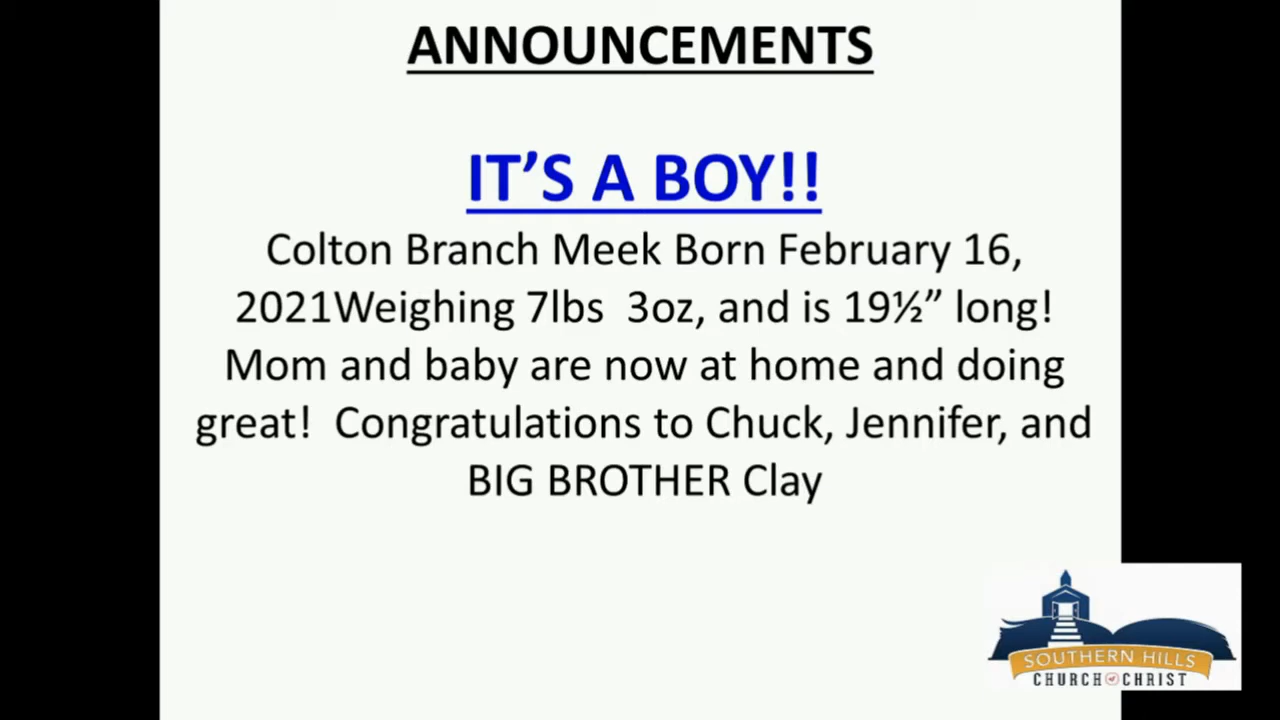 ANNOUNCEMENTS
IT’S A BOY!!
Colton Branch Meek Born February 16,
2021Weighing 7lbs  3oz, and is 19½” long!
Mom and baby are now at home and doing
great!  Congratulations to Chuck, Jennifer, and
BIG BROTHER Clay
SOUTHERN HILLS
CHURCH of CHRIST